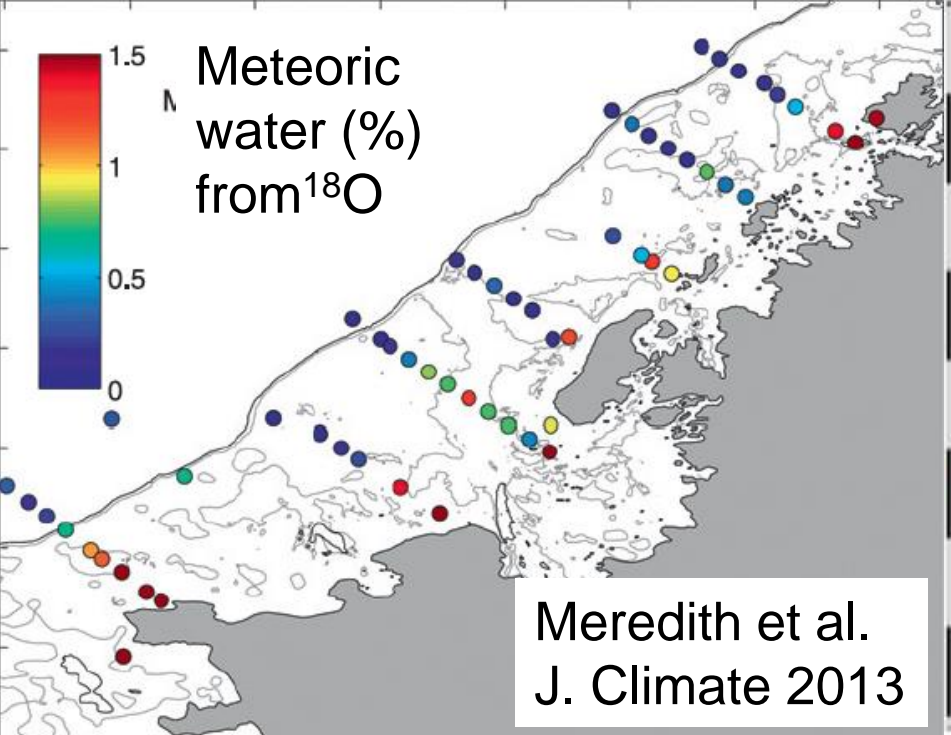 1.5
1
0.5
0
Meteoric
water (%)
from¹⁸O
Meredith et al.
J. Climate 2013